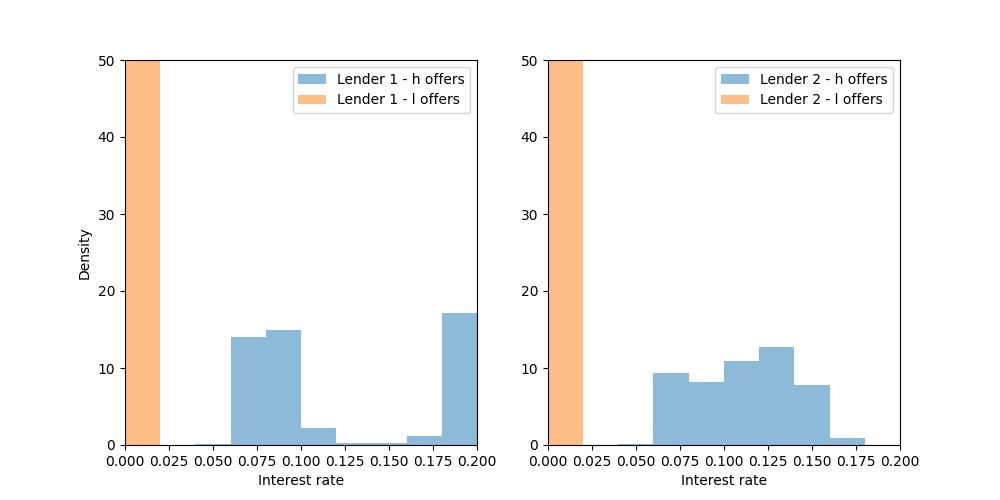 50
40
30
20
10
0
Density
0.000 0.025 0.050 0.075 0.100 0.125 0.150 0.175 0.200
Interest rate
Lender 1 - h offers
Lender 1 - l offers
50
40
30
20
10
0
0.000 0.025 0.050 0.075 0.100 0.125 0.150 0.175 0.200
Interest rate
Lender 2 - h offers
Lender 2 - l offers